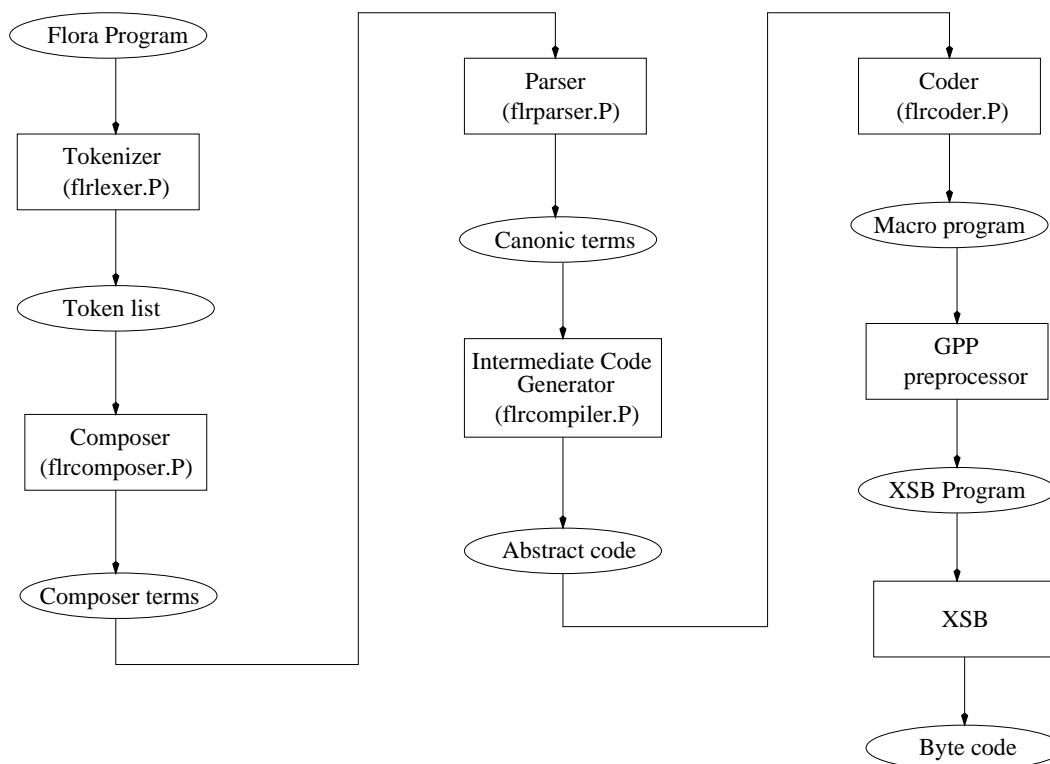 Flora Program
Tokenizer
(flrlexer.P)
Token list
Composer
(flrcomposer.P)
Composer terms
Parser
(flrparser.P)
Canonic terms
Intermediate Code
Generator
(flrcompiler.P)
Abstract code
Coder
(flrcoder.P)
Macro program
GPP
preprocessor
XSB Program
XSB
Byte code